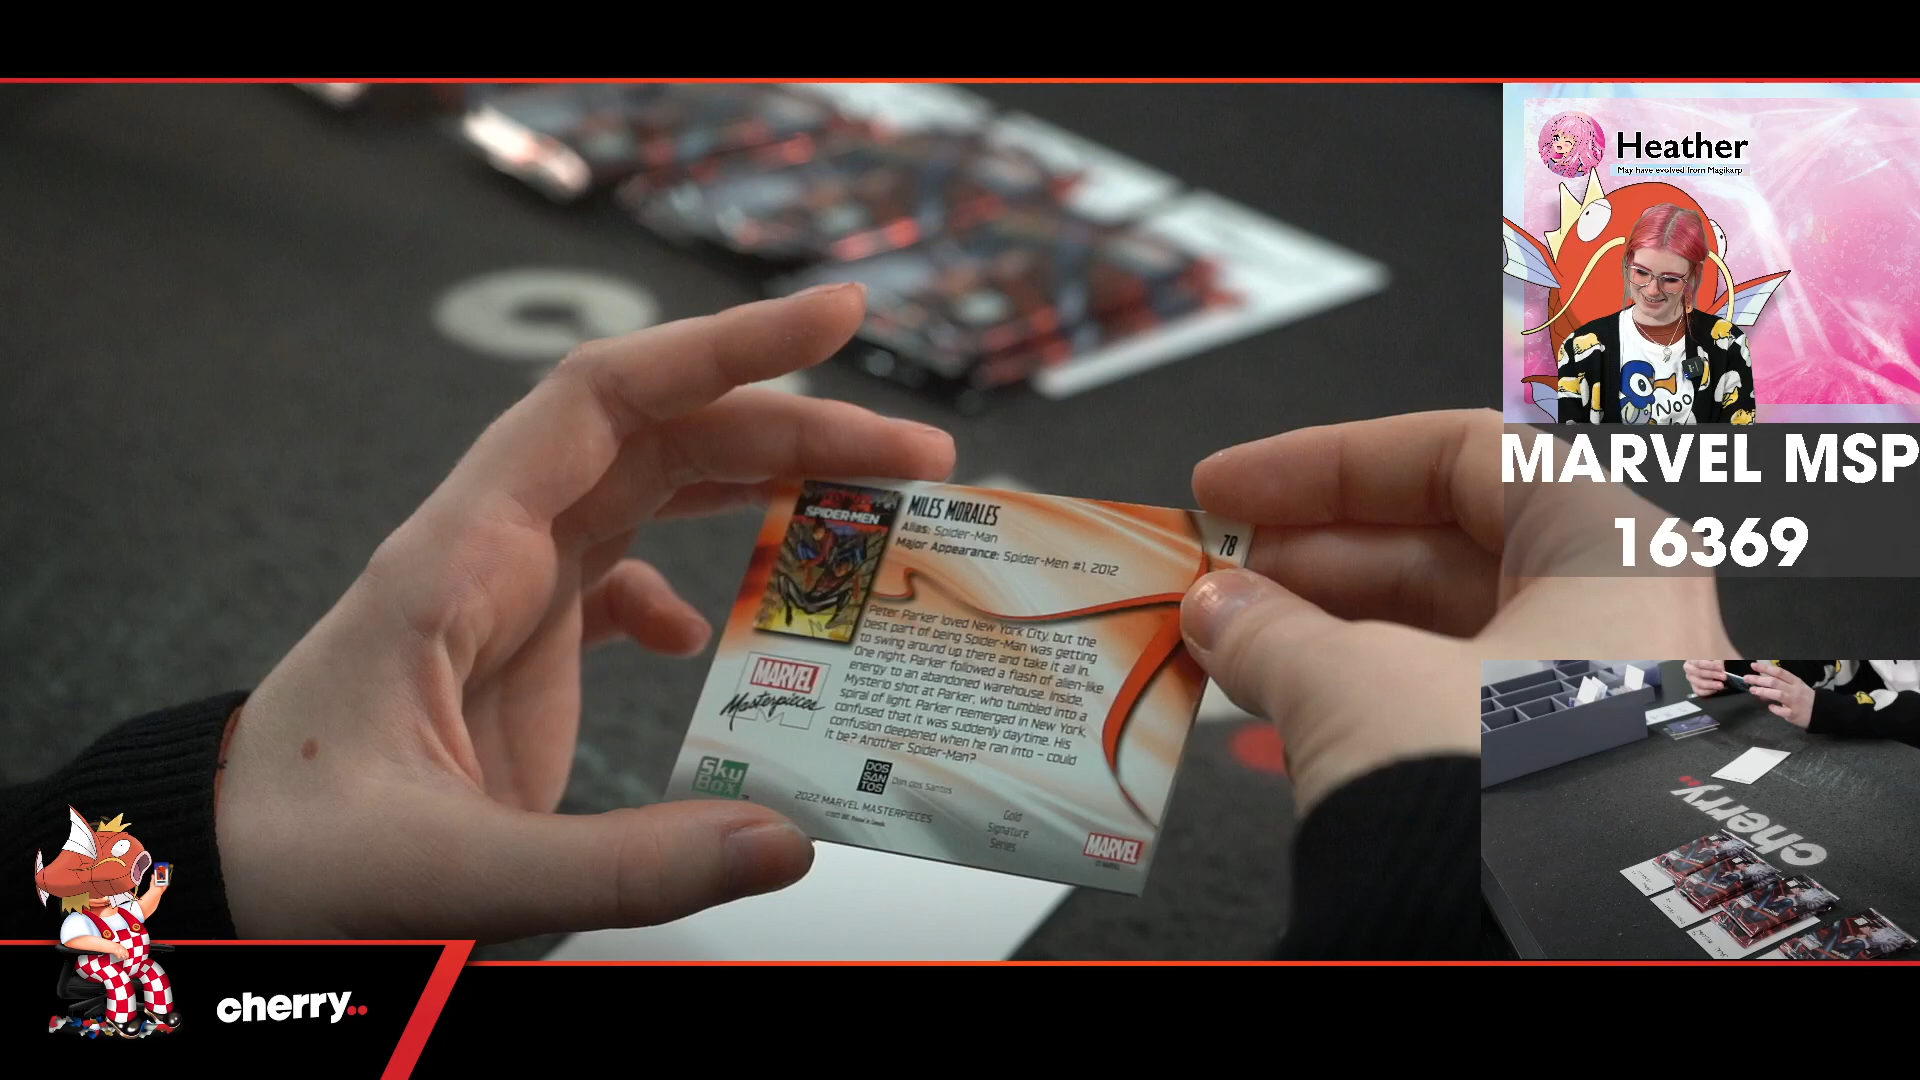 Heather
May have evolved from Magikarp
Noo
MARVEL MSP
16369
MILES MORALES
78
Alias: Spider-Man
Major Appearance: Spider-Men #1, 2012
SPIDER-MEN
Peter Parker loved New York City, but the
best part of being Spider-Man was getting
to swing around up there and take it all in.
One night, Parker followed a flash of alien-like
energy to an abandoned warehouse. Inside,
Mysterio shot at Parker, who tumbled into a
spiral of light. Parker reemerged in New York,
confused that it was suddenly daytime. His
confusion deepened when he ran into – could
it be? Another Spider-Man?
MARVEL
Masterpieces
SkyBox
DOS
SAN
TOS
Dan dos Santos
2022 MARVEL MASTERPIECES
Gold
Signature
Series
MARVEL
cherry..
cherry..